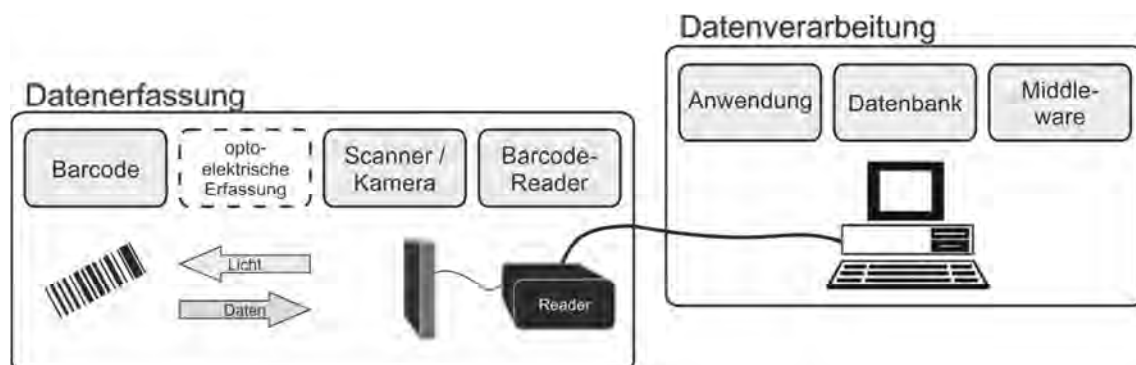 Datenverarbeitung
Anwendung
Datenbank
Middle-
ware
Datenerfassung
Barcode
opto-
elektrische
Erfassung
Scanner /
Kamera
Barcode-
Reader
Licht
Daten
Reader